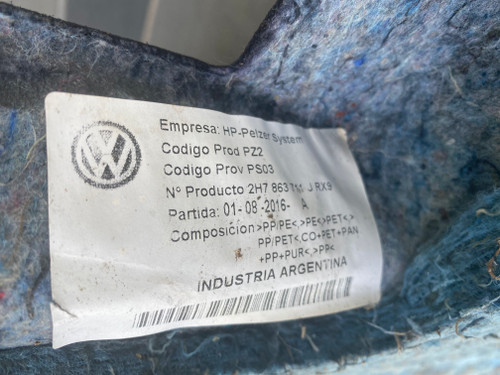 Empresa: HP-Pelzer System
Codigo Prod PZ2
Codigo Prov PS03
Nº Producto 2H7 863 111 J RX9
Partida: 01-08-2016- A
Composicion >PP/PE<,>PE<>PET<,>
PP/PET<,CO+PET+PAN
+PP+PUR<,>PP<
INDUSTRIA ARGENTINA